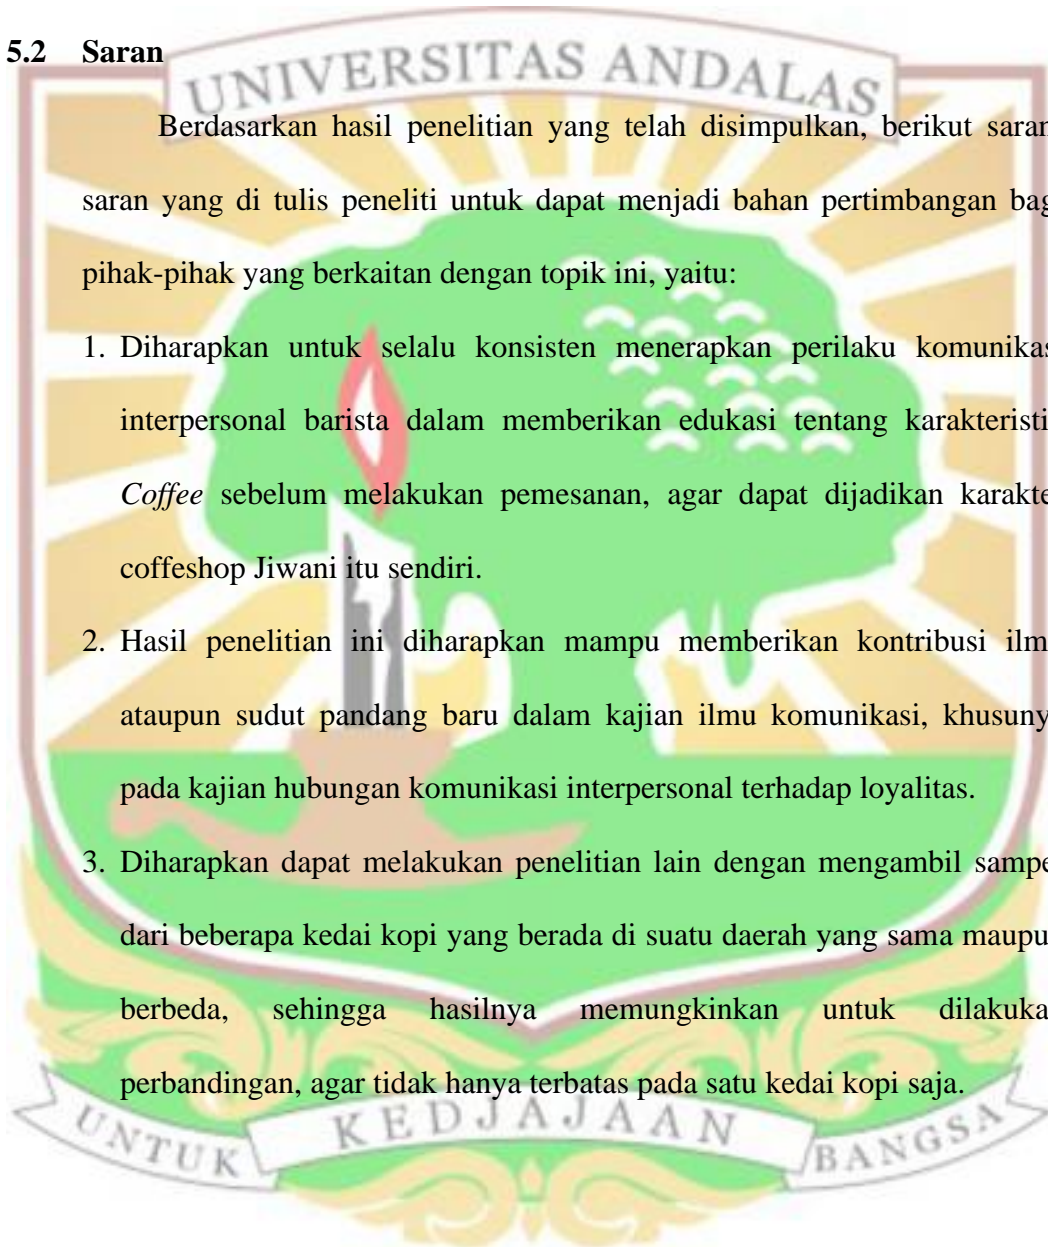 5.2 Saran
UNIVERSITAS ANDALAS
Berdasarkan hasil penelitian yang telah disimpulkan, berikut saran
saran yang di tulis peneliti untuk dapat menjadi bahan pertimbangan bag
pihak-pihak yang berkaitan dengan topik ini, yaitu:
1. Diharapkan untuk selalu konsisten menerapkan perilaku komunikas
interpersonal barista dalam memberikan edukasi tentang karakteristi
Coffee sebelum melakukan pemesanan, agar dapat dijadikan karakte
coffeshop Jiwani itu sendiri.
2. Hasil penelitian ini diharapkan mampu memberikan kontribusi ilm
ataupun sudut pandang baru dalam kajian ilmu komunikasi, khusuny
pada kajian hubungan komunikasi interpersonal terhadap loyalitas.
3. Diharapkan dapat melakukan penelitian lain dengan mengambil sampe
dari beberapa kedai kopi yang berada di suatu daerah yang sama maupu
berbeda, sehingga hasilnya memungkinkan untuk dilakuka
perbandingan, agar tidak hanya terbatas pada satu kedai kopi saja.
UNTUK KEDJAJAAN BANGSA